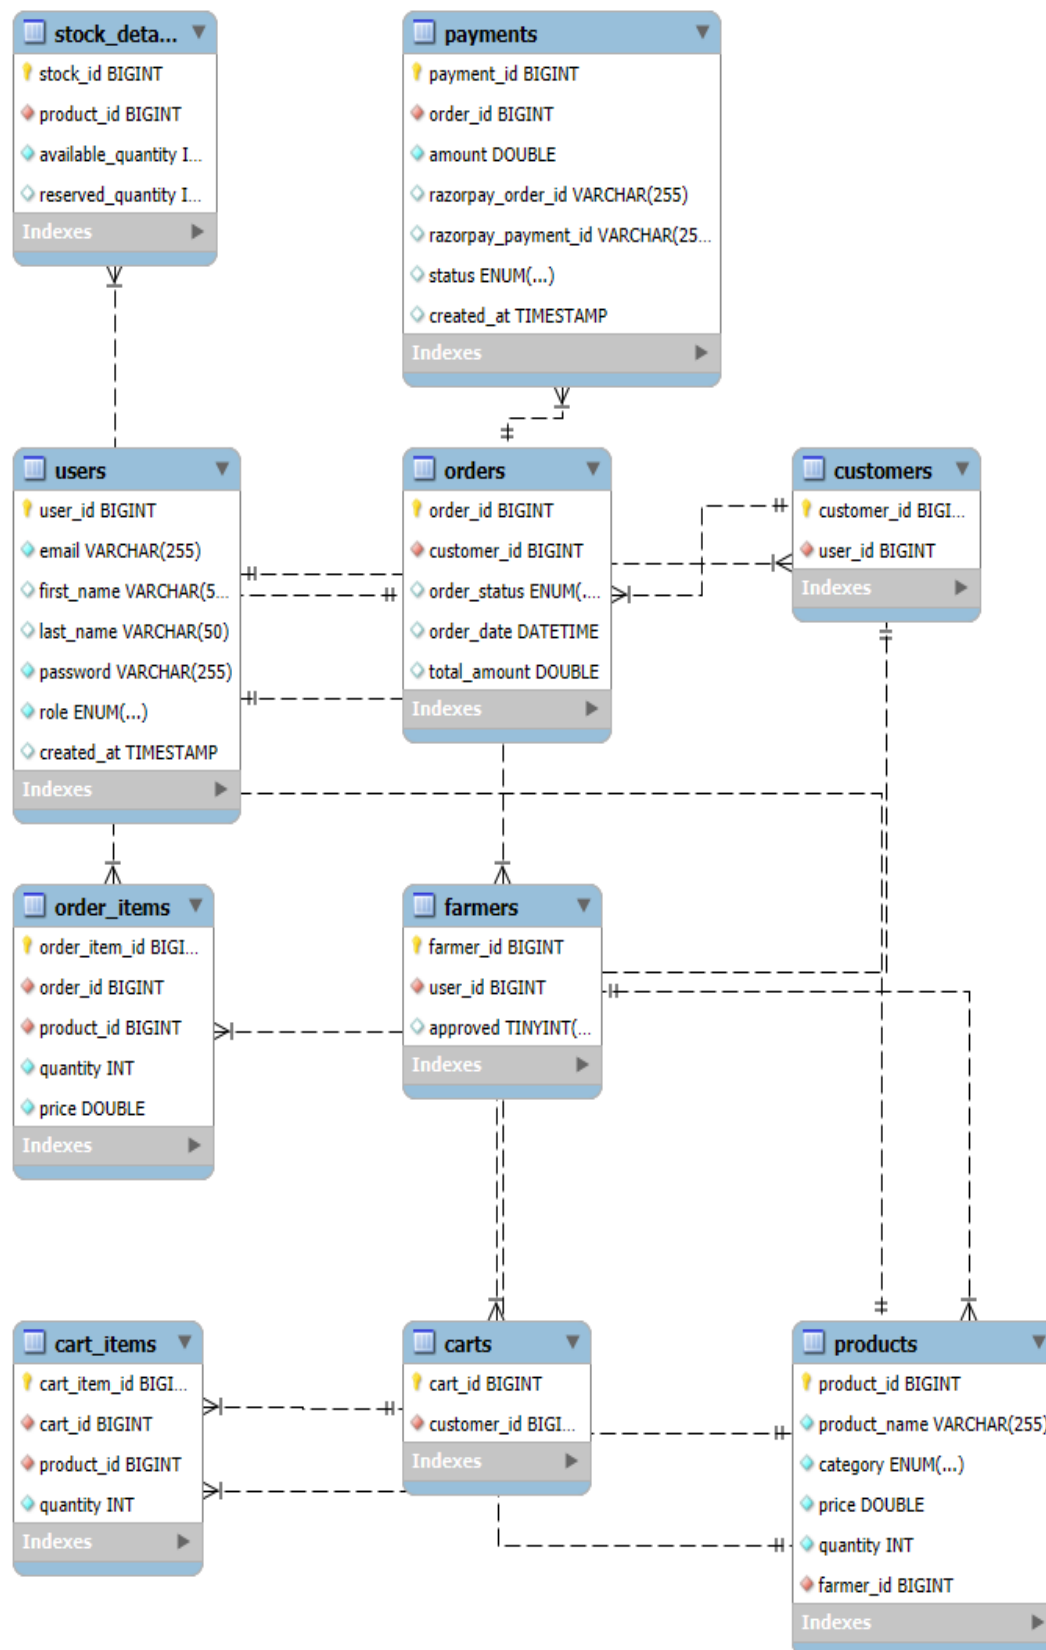 stock_deta...
stock_id BIGINT
product_id BIGINT
available_quantity I...
reserved_quantity I...
Indexes
payments
payment_id BIGINT
order_id BIGINT
amount DOUBLE
razorpay_order_id VARCHAR(255)
razorpay_payment_id VARCHAR(25...
status ENUM(...)
created_at TIMESTAMP
Indexes
users
user_id BIGINT
email VARCHAR(255)
first_name VARCHAR(5...
last_name VARCHAR(50)
password VARCHAR(255)
role ENUM(...)
created_at TIMESTAMP
Indexes
orders
order_id BIGINT
customer_id BIGINT
order_status ENUM(....
order_date DATETIME
total_amount DOUBLE
Indexes
customers
customer_id BIGI...
user_id BIGINT
Indexes
order_items
order_item_id BIGI...
order_id BIGINT
product_id BIGINT
quantity INT
price DOUBLE
Indexes
farmers
farmer_id BIGINT
user_id BIGINT
approved TINYINT(...
Indexes
cart_items
cart_item_id BIGI...
cart_id BIGINT
product_id BIGINT
quantity INT
Indexes
carts
cart_id BIGINT
customer_id BIGI...
Indexes
products
product_id BIGINT
product_name VARCHAR(255)
category ENUM(...)
price DOUBLE
quantity INT
farmer_id BIGINT
Indexes